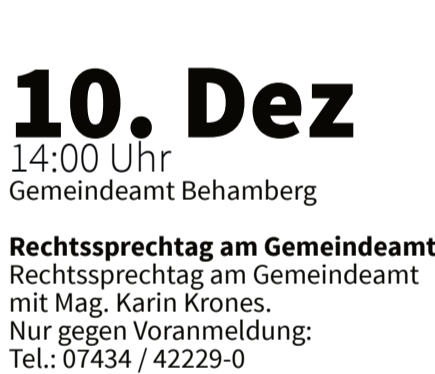 10. Dez
14:00 Uhr
Gemeindeamt Behamberg
Rechtssprechtag am Gemeindeamt
Rechtssprechtag am Gemeindeamt
mit Mag. Karin Krones.
Nur gegen Voranmeldung:
Tel.: 07434 / 42229-0